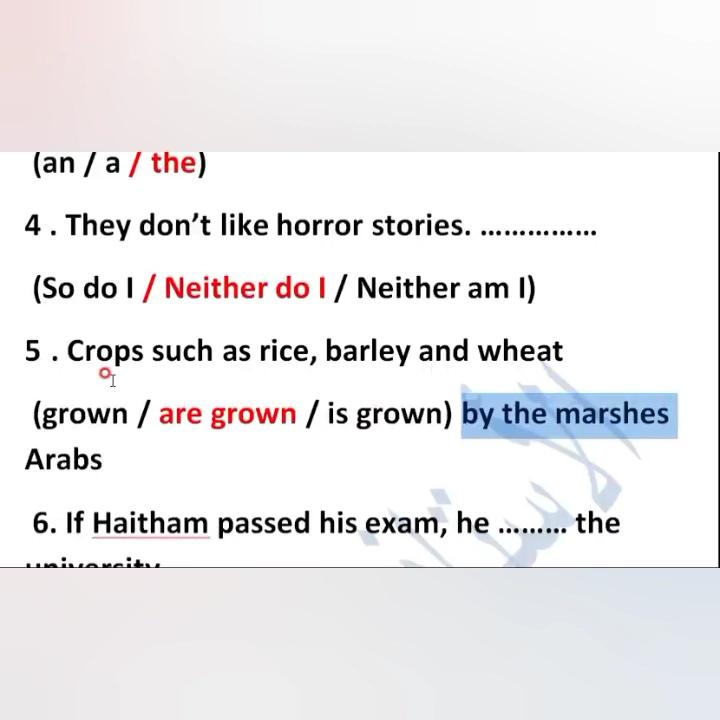 (an / a / the)
4 . They don't like horror stories. ……………
(So do I / Neither do I / Neither am I)
5 . Crops such as rice, barley and wheat
(grown / are grown / is grown) by the marshes
Arabs
6. If Haitham passed his exam, he ……… the
university